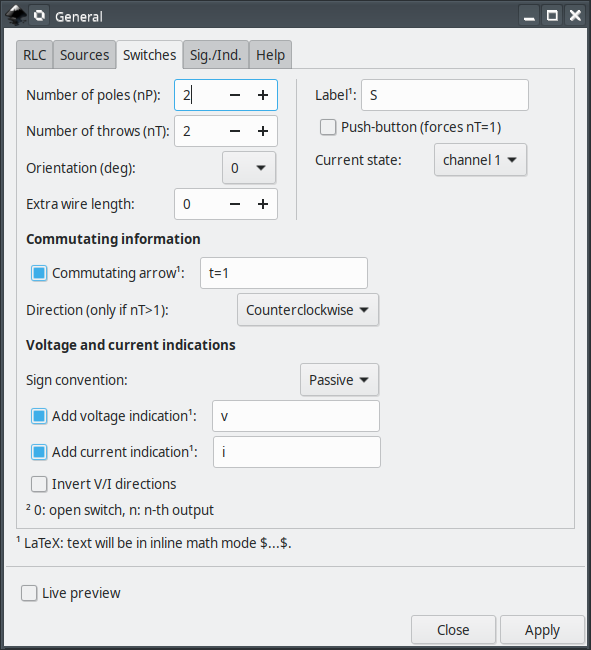 General
RLC Sources Switches Sig./Ind. Help
Number of poles (nP): 2 − +
Number of throws (nT): 2 − +
Orientation (deg): 0
Extra wire length: 0 − +
Label¹: S
Push-button (forces nT=1)
Current state: channel 1
Commutating information
Commutating arrow¹: t=1
Direction (only if nT>1): Counterclockwise
Voltage and current indications
Sign convention: Passive
Add voltage indication¹: v
Add current indication¹: i
Invert V/I directions
² 0: open switch, n: n-th output
¹ LaTeX: text will be in inline math mode $...$.
Live preview
Close Apply